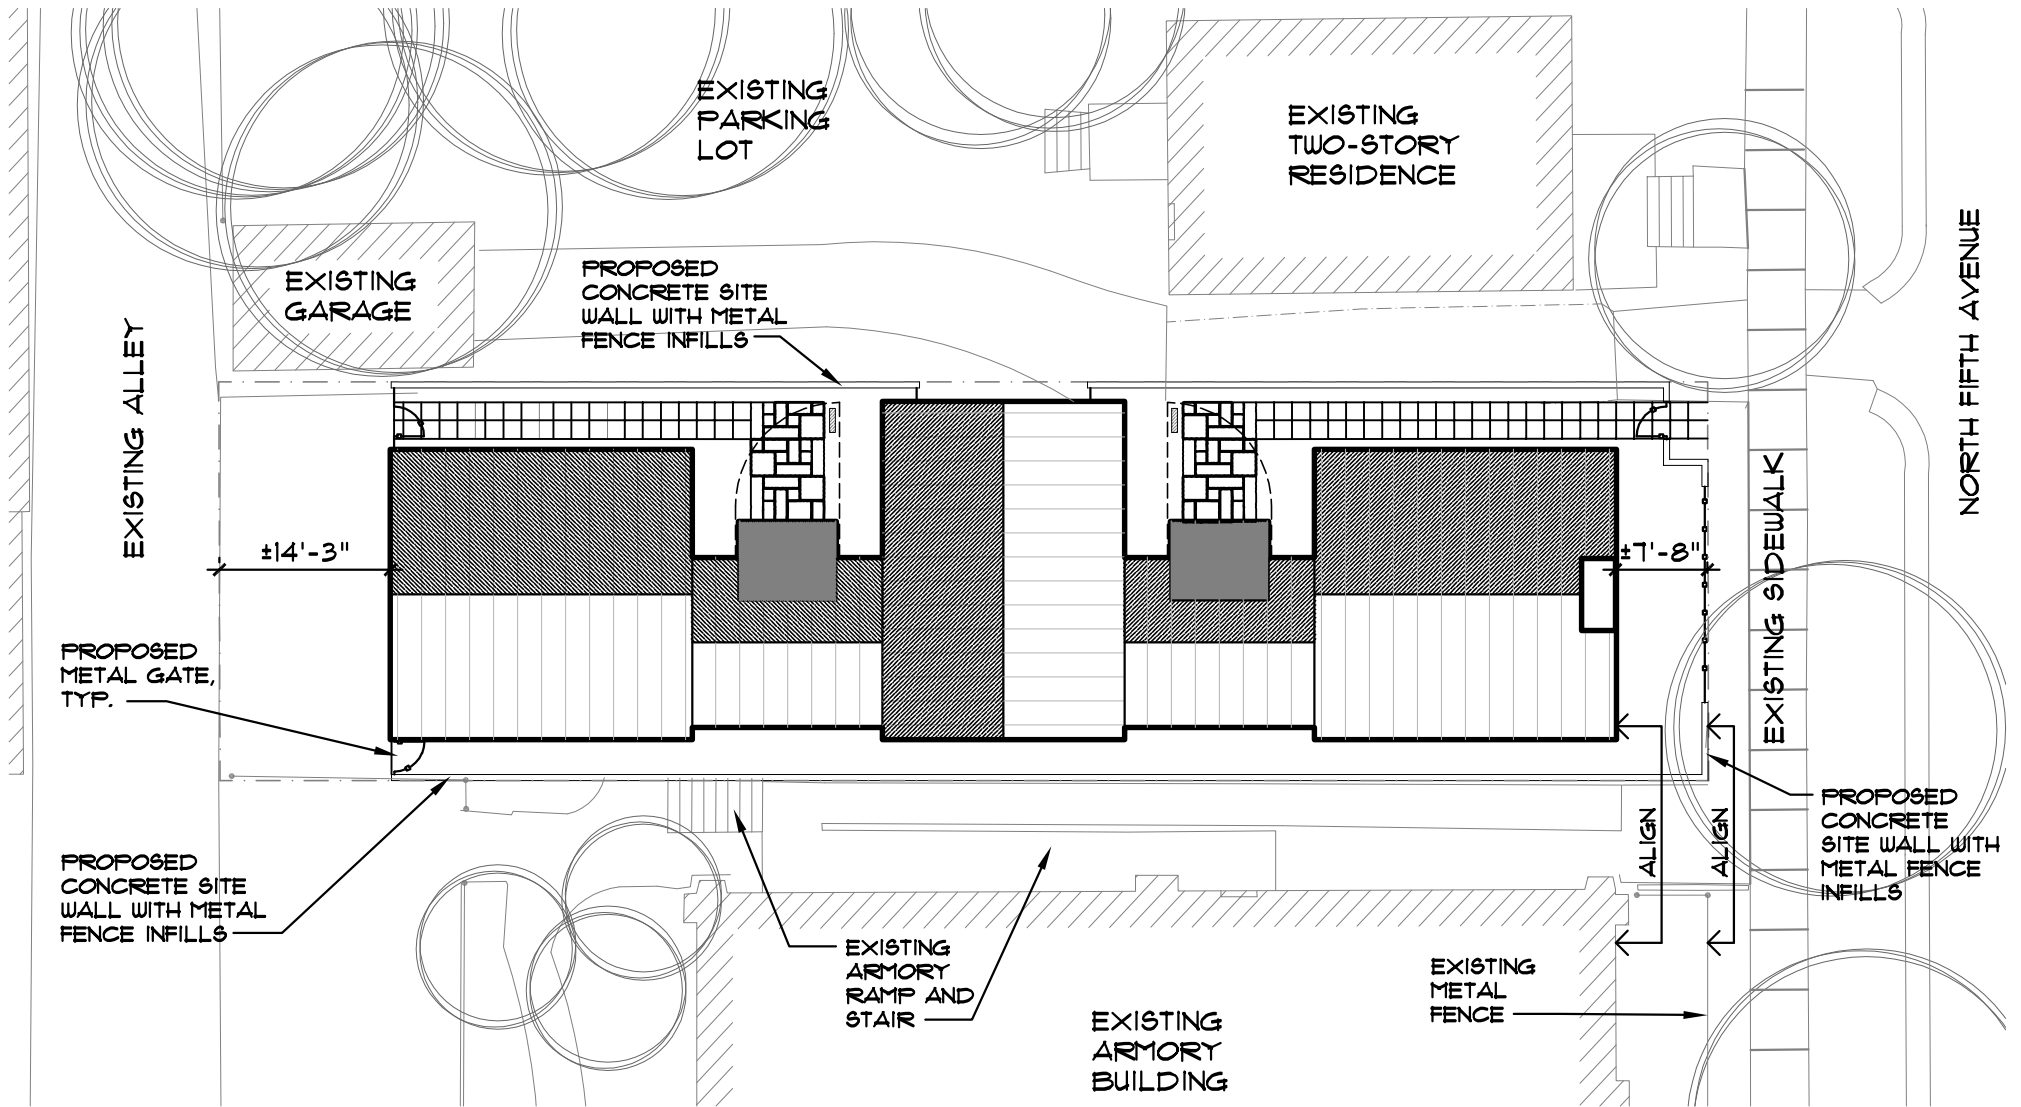 EXISTING
PARKING
LOT
EXISTING
TWO-STORY
RESIDENCE
EXISTING
GARAGE
PROPOSED
CONCRETE SITE
WALL WITH METAL
FENCE INFILLS
NORTH FIFTH AVENUE
EXISTING ALLEY
EXISTING SIDEWALK
±14'-3"
±7'-8"
PROPOSED
METAL GATE,
TYP.
PROPOSED
CONCRETE SITE
WALL WITH METAL
FENCE INFILLS
ALIGN
ALIGN
PROPOSED
CONCRETE
SITE WALL WITH
METAL FENCE
INFILLS
EXISTING
ARMORY
RAMP AND
STAIR
EXISTING
METAL
FENCE
EXISTING
ARMORY
BUILDING